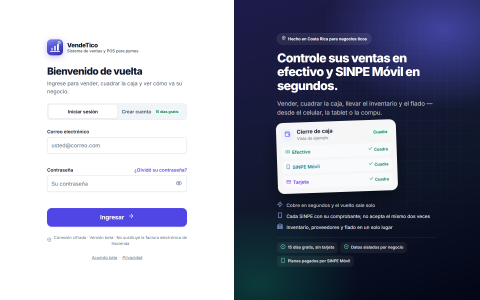 VendeTico
Sistema de ventas y POS para pymes
Bienvenido de vuelta
Ingrese para vender, cuadrar la caja y ver cómo va su
negocio.
Iniciar sesión
Crear cuenta
15 días gratis
Correo electrónico
usted@correo.com
Contraseña
¿Olvidó su contraseña?
Su contraseña
Ingresar →
Conexión cifrada · Versión beta · No sustituye la factura electrónica de
Hacienda
Acuerdo beta · Privacidad
Hecho en Costa Rica para negocios ticos
Controle sus ventas en
efectivo y SINPE Móvil en
segundos.
Vender, cuadrar la caja, llevar el inventario y el fiado —
desde el celular, la tablet o la compu.
Cierre de caja
Vista de ejemplo
Cuadra
Efectivo
Cuadra
SINPE Móvil
Cuadra
Tarjeta
Cuadra
Cobre en segundos y el vuelto sale solo
Cada SINPE con su comprobante; no acepta el mismo dos veces
Inventario, proveedores y fiado en un solo lugar
15 días gratis, sin tarjeta
Datos aislados por negocio
Planes pagados por SINPE Móvil